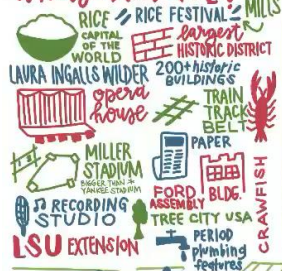 MILLS
RICE
CAPITAL
OF THE
WORLD
RICE FESTIVAL
largest
HISTORIC DISTRICT
LAURA INGALLS WILDER
200+ historic
BUILDINGS
opera
house
TRAIN
TRACK
BELT
MILLER
STADIUM
BIGGER THAN
YANKEE STADIUM
PAPER
FORD
ASSEMBLY
BLDG.
CRAWFISH
RECORDING
STUDIO
TREE CITY USA
LSU EXTENSION
PERIOD
plumbing
features